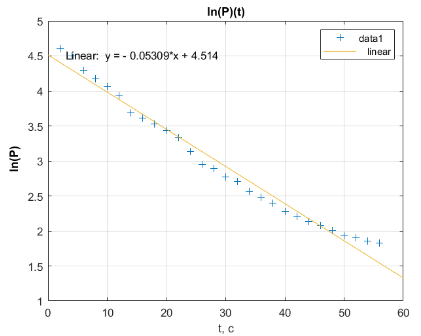 ln(P)(t)
5
4.5
4
3.5
3
2.5
2
1.5
1
ln(P)
Linear: y = - 0.05309*x + 4.514
data1
linear
0 10 20 30 40 50 60
t, c